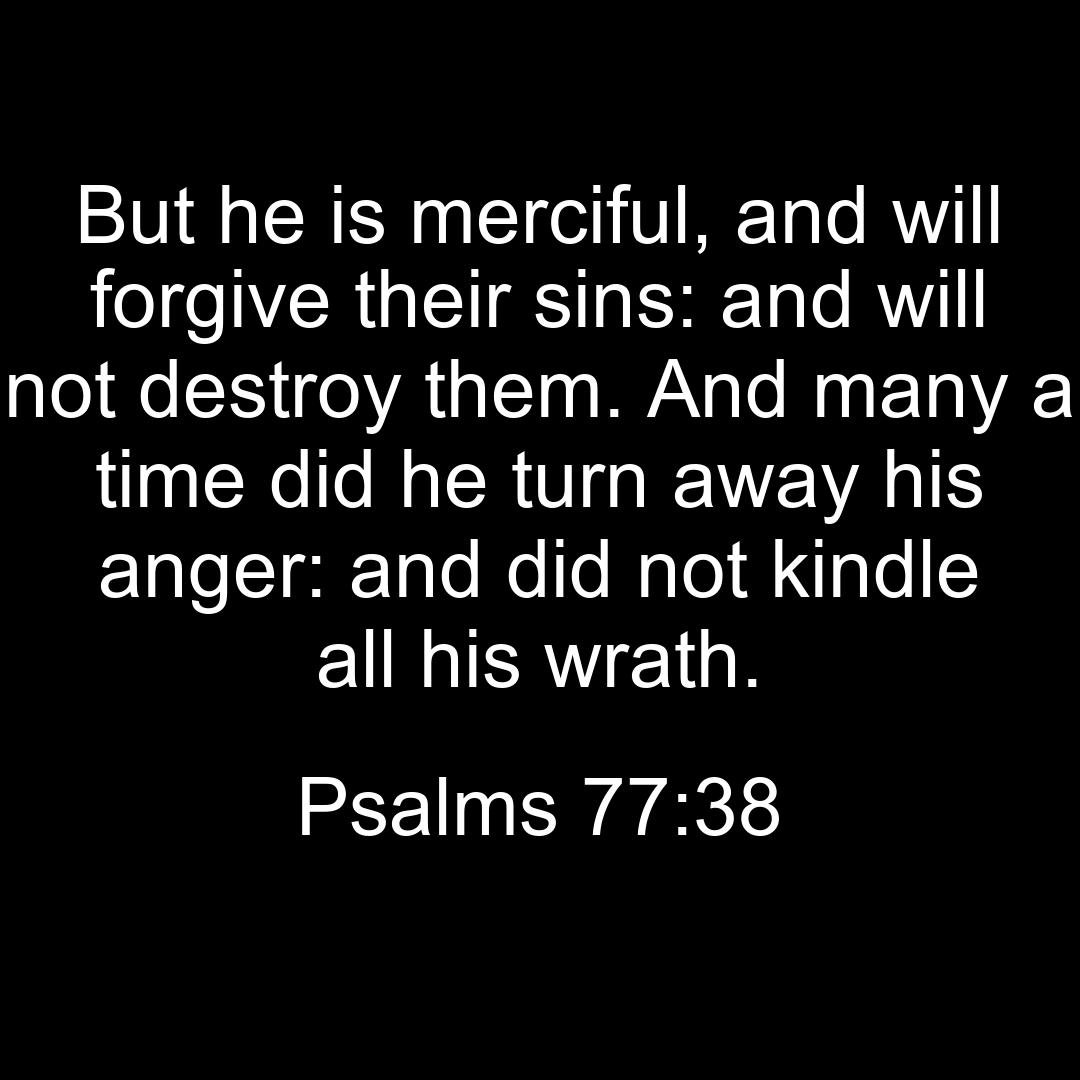 But he is merciful, and will
forgive their sins: and will
not destroy them. And many a
time did he turn away his
anger: and did not kindle
all his wrath.
Psalms 77:38